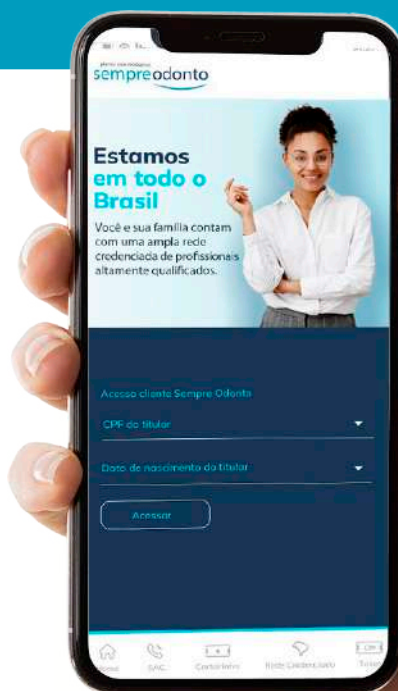 sempreodonto
Estamos
em todo o
Brasil
Você e sua família contam
com uma ampla rede
credenciada de profissionais
altamente qualificados.
Acesso cliente Sempre Odonto
CPF do titular
Data de nascimento do titular
Acessar
Home
SAC
Carteirinha
Rede Credenciada